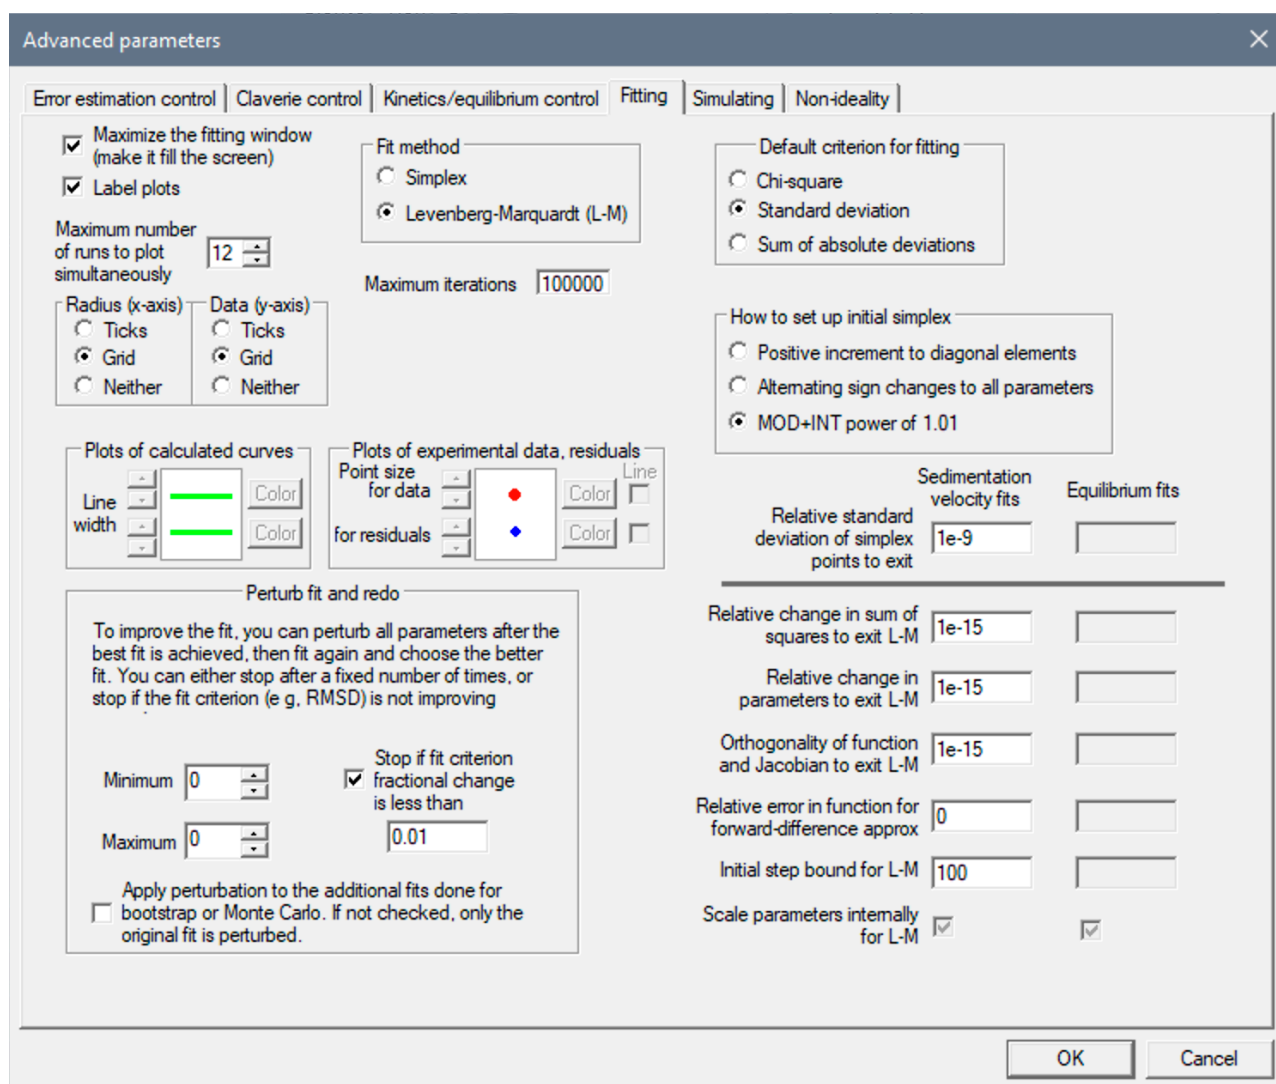 Advanced parameters
Error estimation control
Claverie control
Kinetics/equilibrium control
Fitting
Simulating
Non-ideality
Maximize the fitting window
(make it fill the screen)
Label plots
Maximum number
of runs to plot
simultaneously
12
Radius (x-axis)
Ticks
Grid
Neither
Data (y-axis)
Ticks
Grid
Neither
Fit method
Simplex
Levenberg-Marquardt (L-M)
Maximum iterations
100000
Default criterion for fitting
Chi-square
Standard deviation
Sum of absolute deviations
How to set up initial simplex
Positive increment to diagonal elements
Alternating sign changes to all parameters
MOD+INT power of 1.01
Plots of calculated curves
Line
width
Color
Color
Plots of experimental data, residuals
Point size
for data
Color
Line
for residuals
Color
Perturb fit and redo
To improve the fit, you can perturb all parameters after the
best fit is achieved, then fit again and choose the better
fit. You can either stop after a fixed number of times, or
stop if the fit criterion (e g, RMSD) is not improving
Minimum
0
Maximum
0
Stop if fit criterion
fractional change
is less than
0.01
Apply perturbation to the additional fits done for
bootstrap or Monte Carlo. If not checked, only the
original fit is perturbed.
Sedimentation
velocity fits
Equilibrium fits
Relative standard
deviation of simplex
points to exit
1e-9
Relative change in sum of
squares to exit L-M
1e-15
Relative change in
parameters to exit L-M
1e-15
Orthogonality of function
and Jacobian to exit L-M
1e-15
Relative error in function for
forward-difference approx
0
Initial step bound for L-M
100
Scale parameters internally
for L-M
OK
Cancel